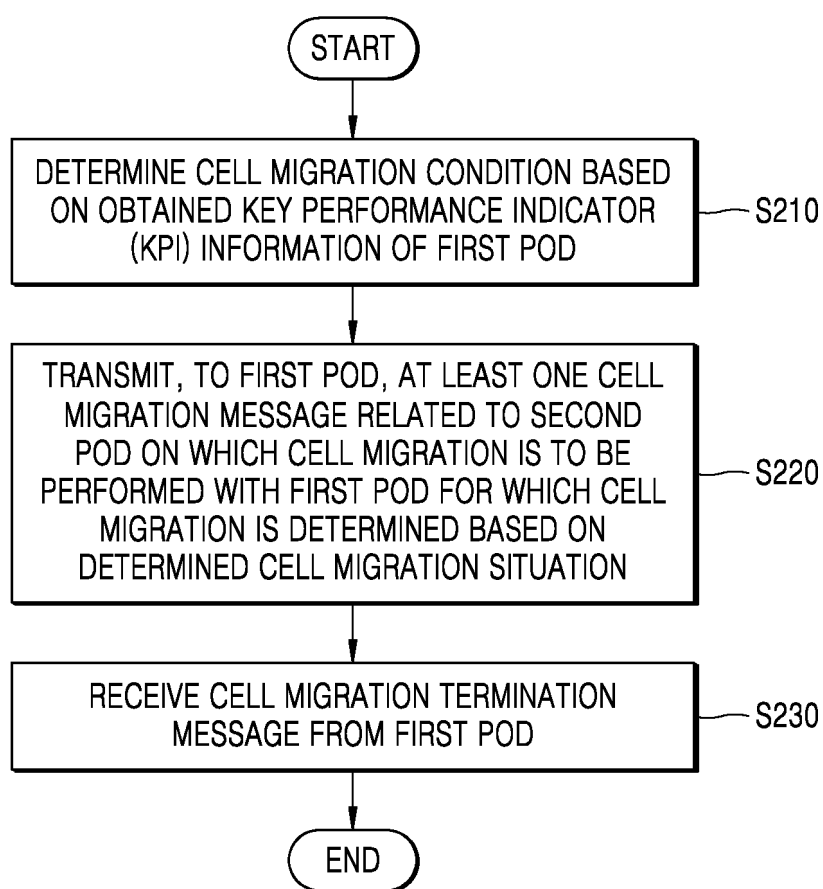 START
DETERMINE CELL MIGRATION CONDITION BASED
ON OBTAINED KEY PERFORMANCE INDICATOR
(KPI) INFORMATION OF FIRST POD
S210
TRANSMIT, TO FIRST POD, AT LEAST ONE CELL
MIGRATION MESSAGE RELATED TO SECOND
POD ON WHICH CELL MIGRATION IS TO BE
PERFORMED WITH FIRST POD FOR WHICH CELL
MIGRATION IS DETERMINED BASED ON
DETERMINED CELL MIGRATION SITUATION
S220
RECEIVE CELL MIGRATION TERMINATION
MESSAGE FROM FIRST POD
S230
END